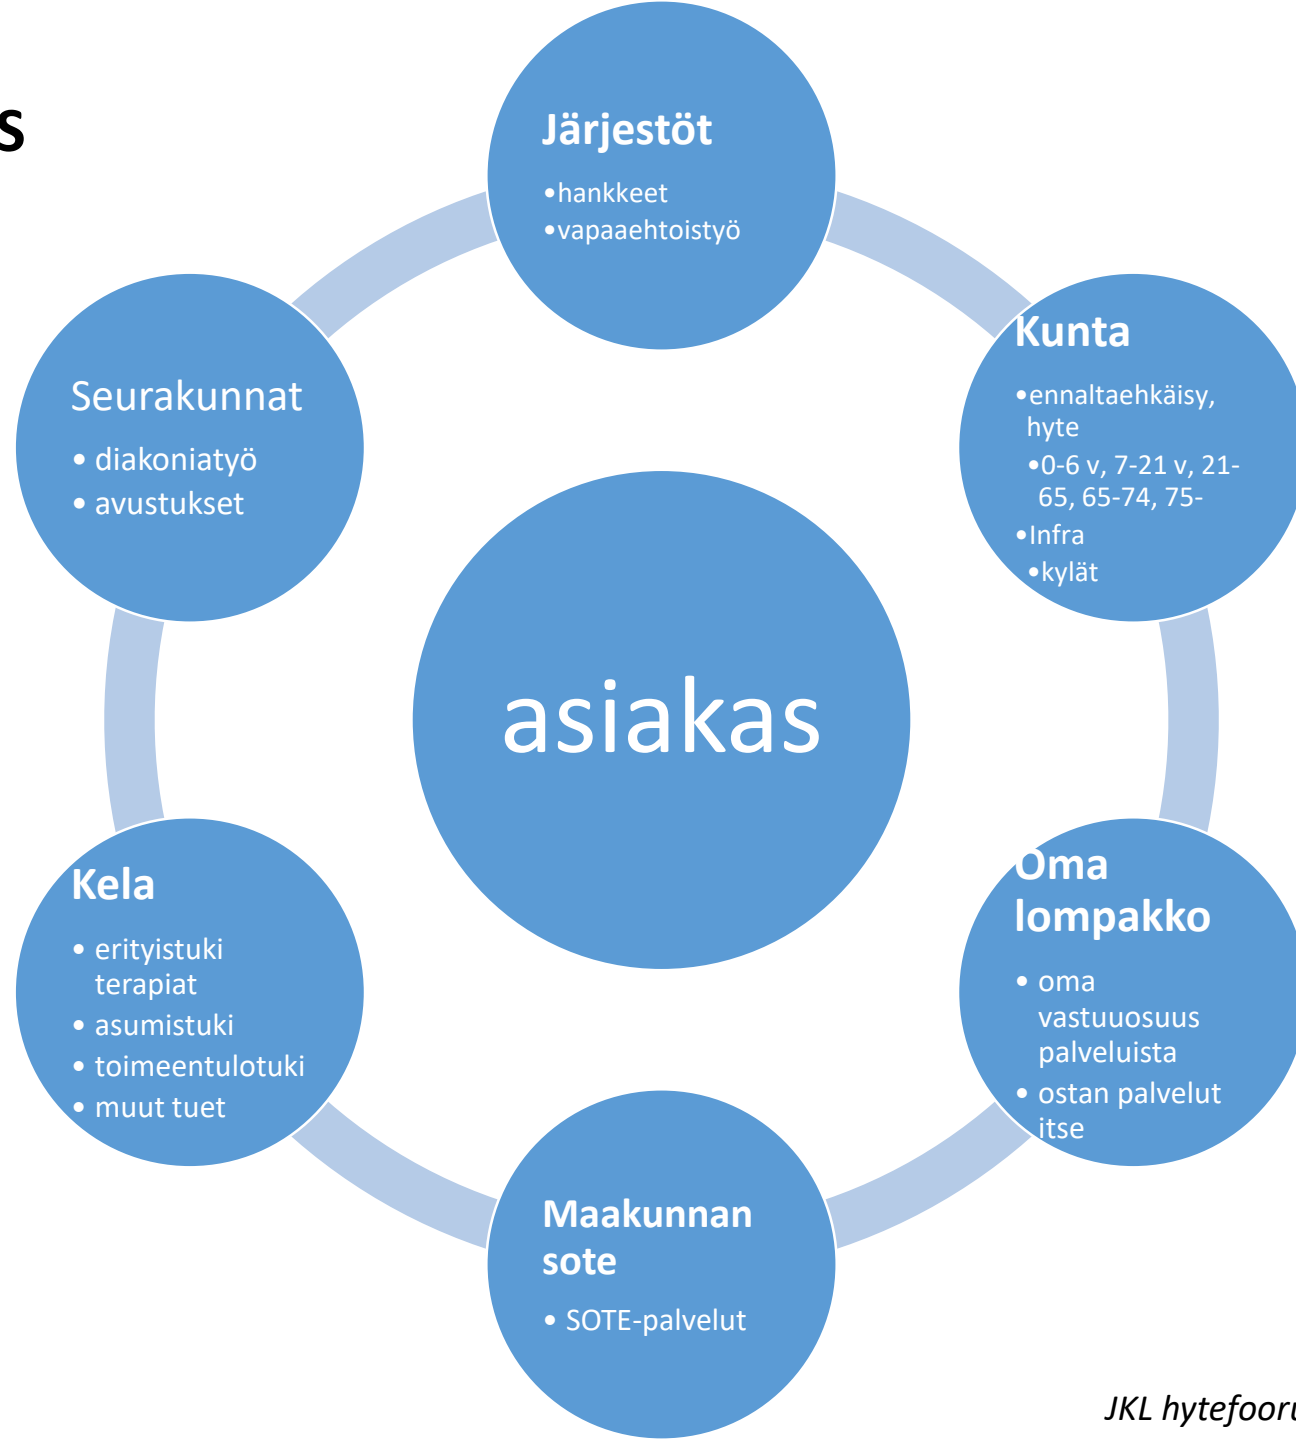 s
Järjestöt
•hankkeet
•vapaaehtoistyö
Kunta
•ennaltaehkäisy,
hyte
•0-6 v, 7-21 v, 21-
65, 65-74, 75-
•Infra
•kylät
Oma
lompakko
• oma
vastuuosuus
palveluista
• ostan palvelut
itse
Maakunnan
sote
• SOTE-palvelut
Kela
• erityistuki
terapiat
• asumistuki
• toimeentulotuki
• muut tuet
Seurakunnat
• diakoniatyö
• avustukset
asiakas
JKL hytefooru